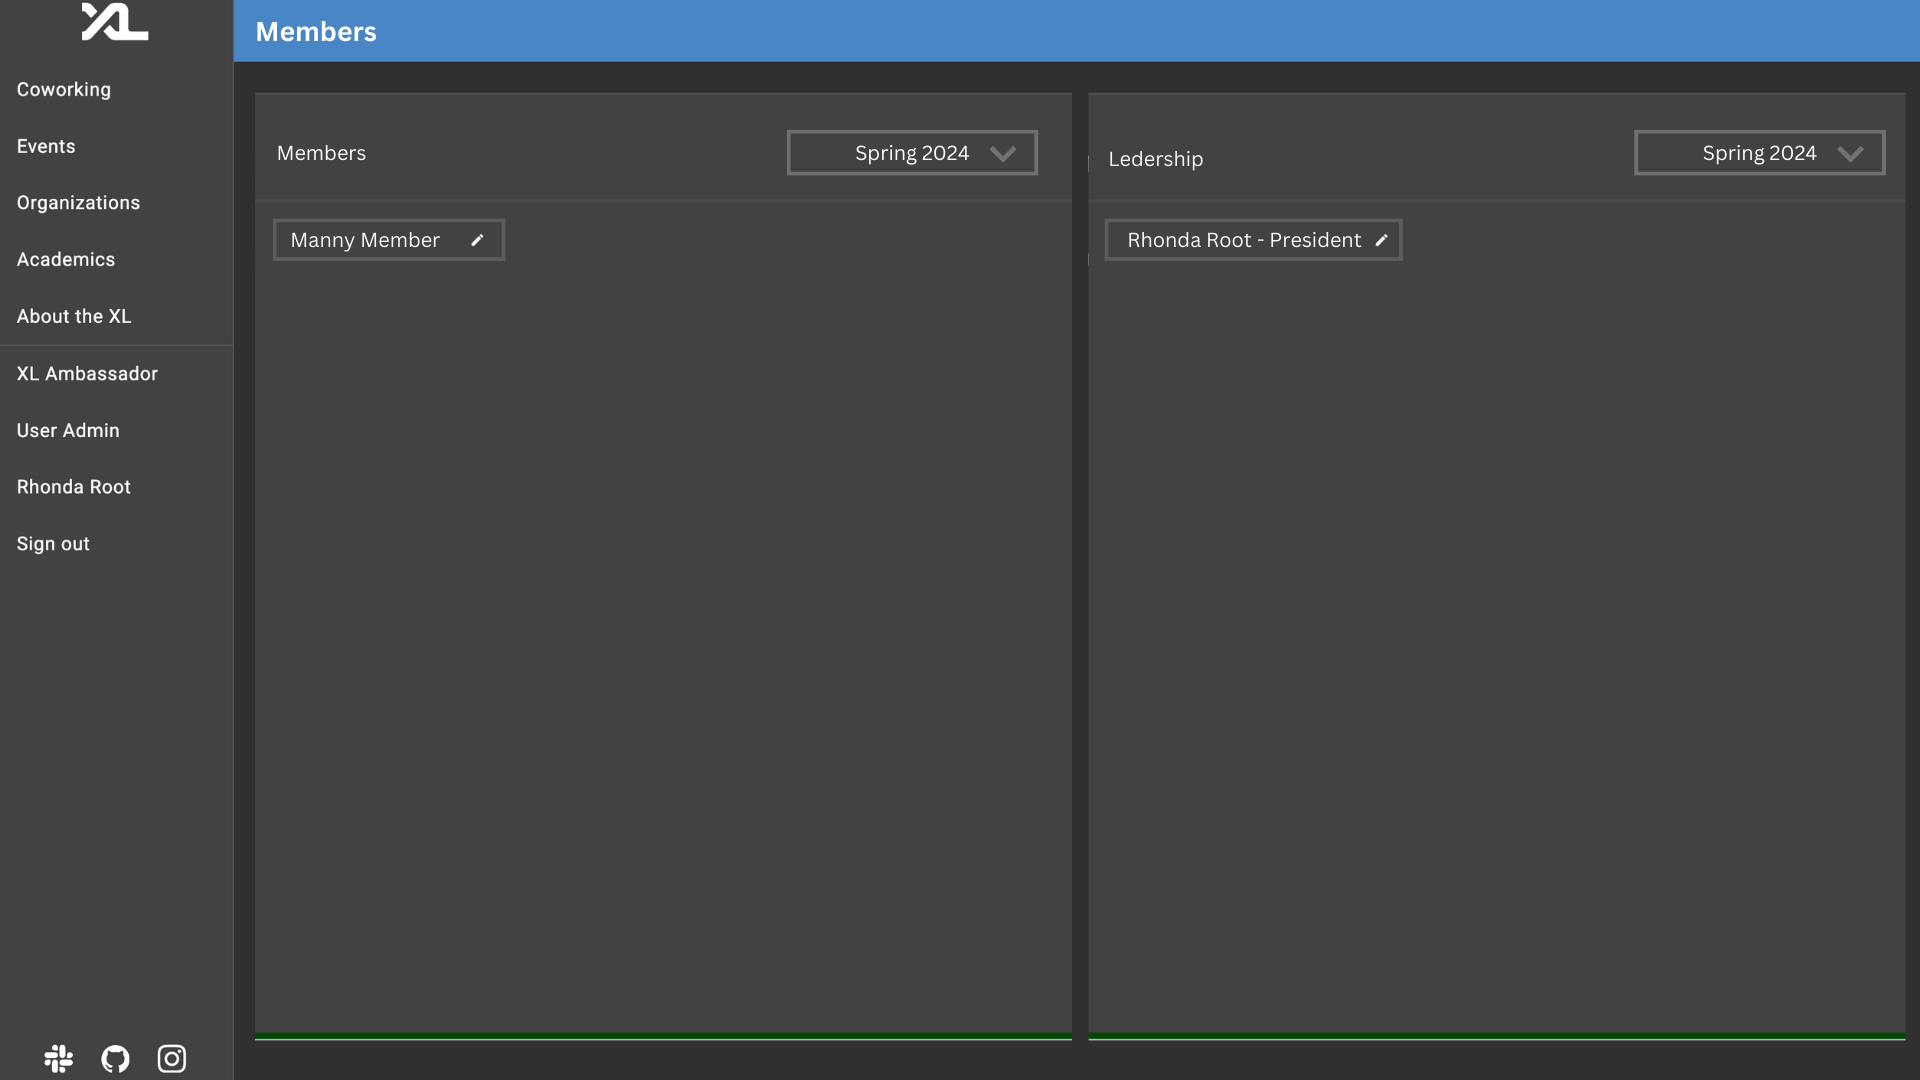 XL
Members
Coworking
Events
Organizations
Academics
About the XL
XL Ambassador
User Admin
Rhonda Root
Sign out
Members
Spring 2024
Manny Member
Ledership
Spring 2024
Rhonda Root - President